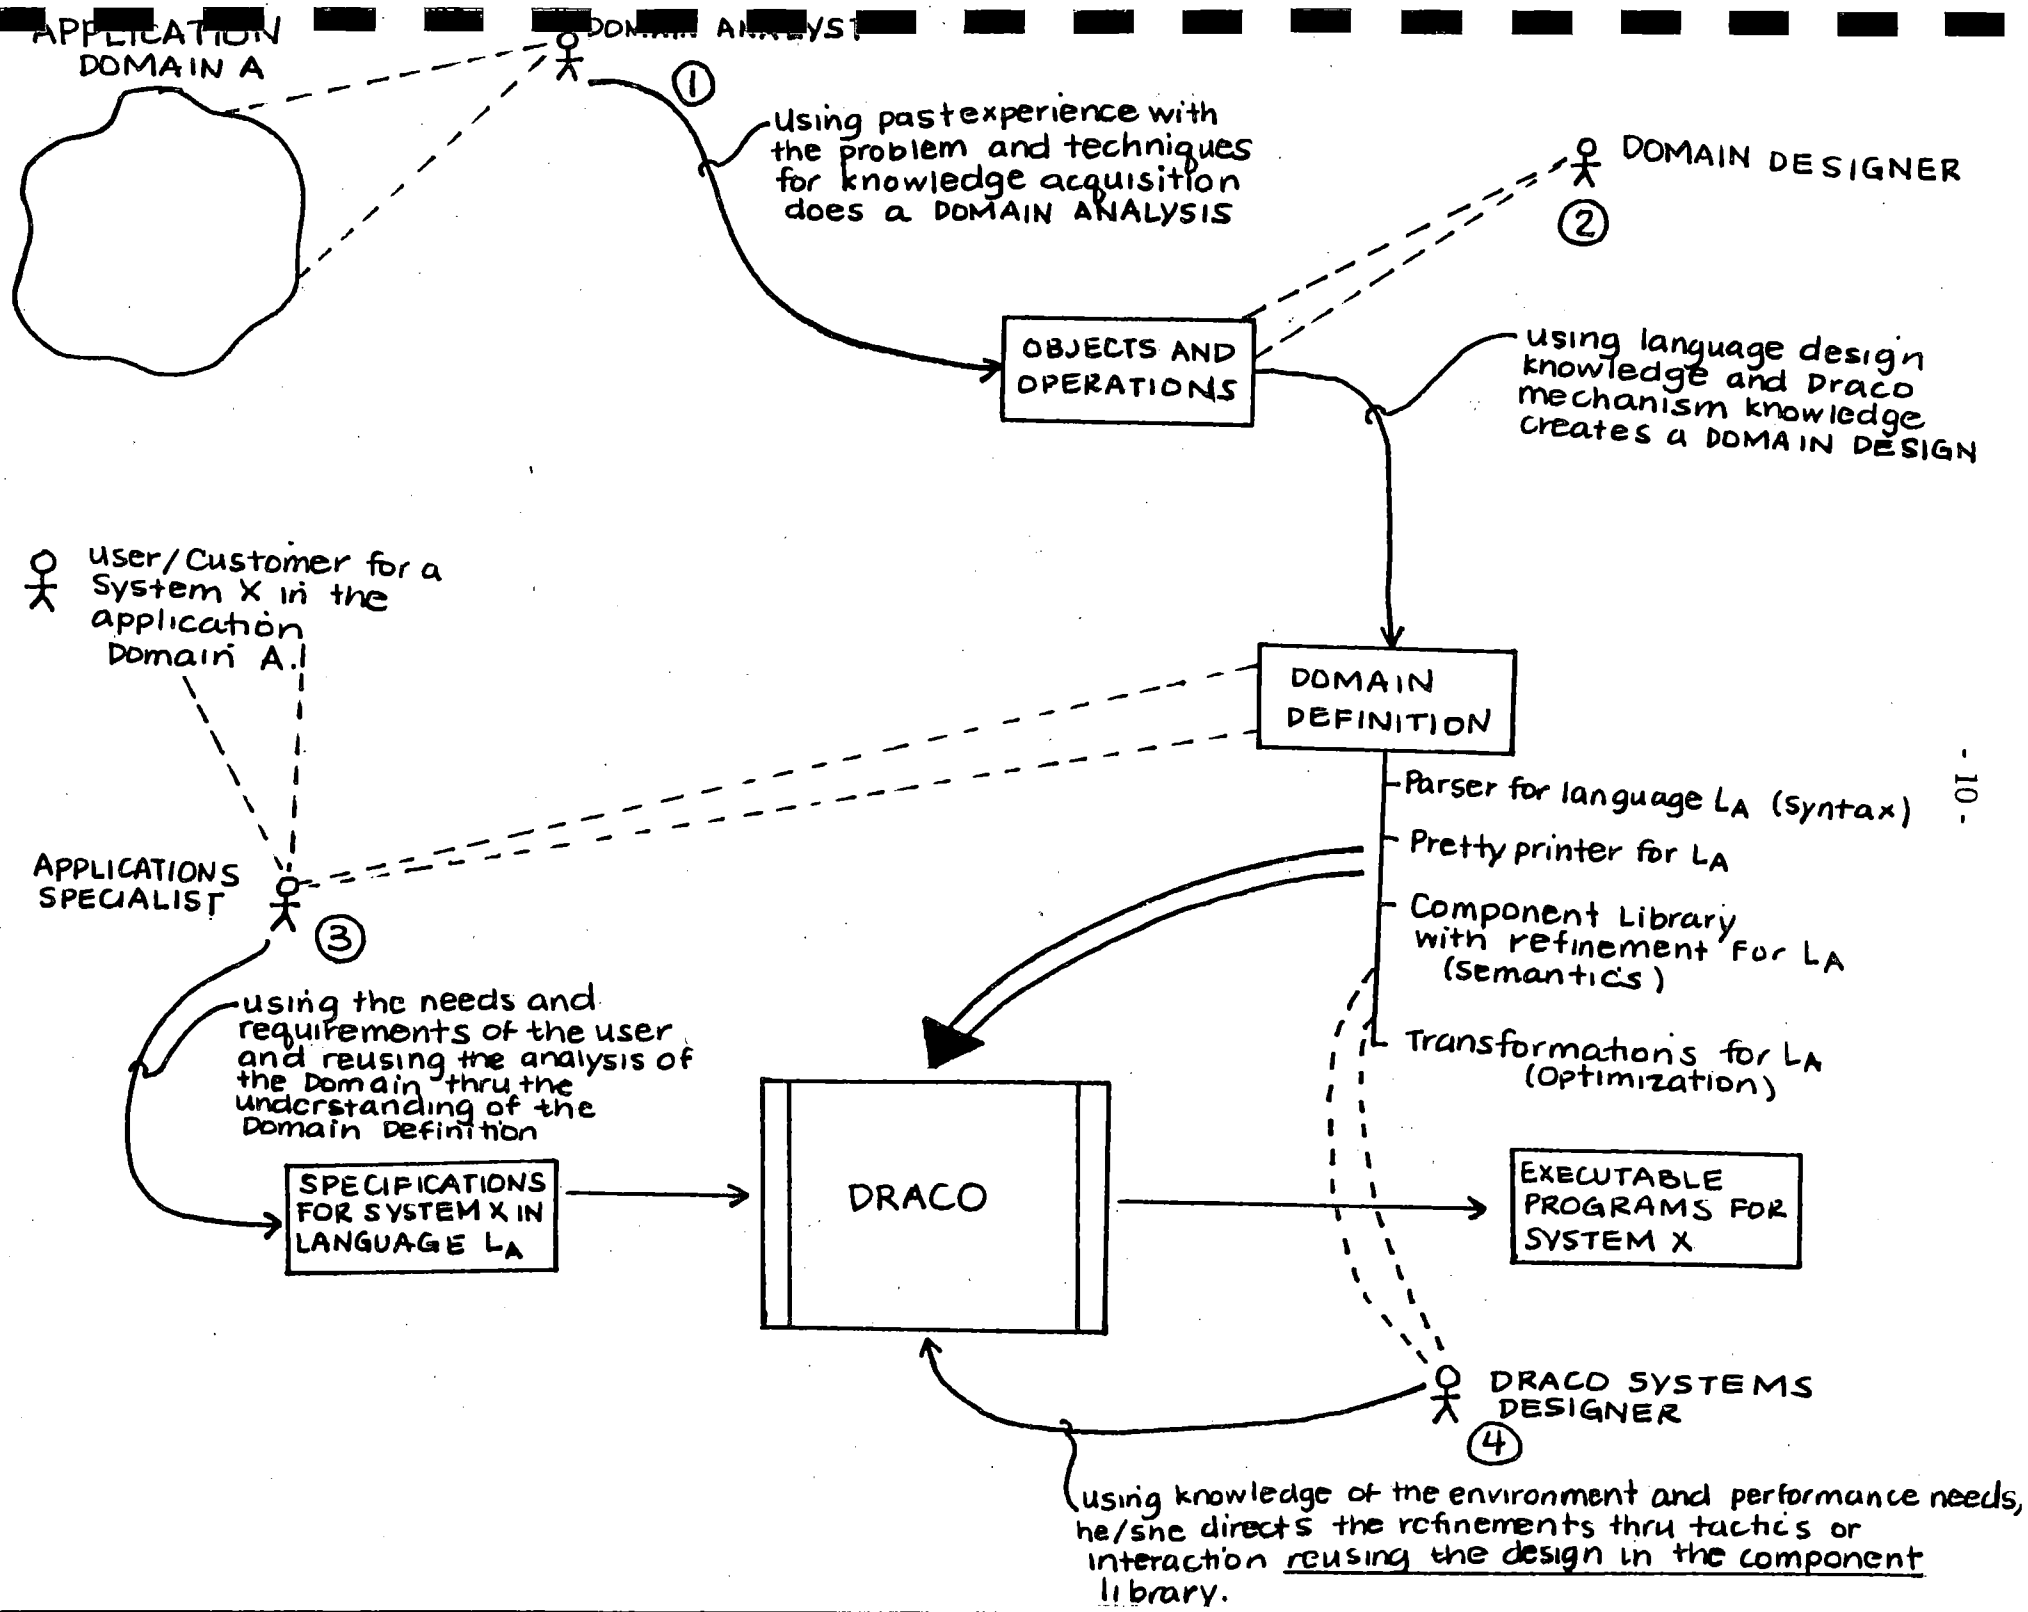 APPLICATION
DOMAIN A
DOMAIN ANALYST
1
using past experience with
the problem and techniques
for knowledge acquisition
does a DOMAIN ANALYSIS
DOMAIN DESIGNER
2
OBJECTS AND
OPERATIONS
using language design
knowledge and Draco
mechanism knowledge
creates a DOMAIN DESIGN
user/Customer for a
System X in the
application
Domain A.
DOMAIN
DEFINITION
Parser for language LA (syntax)
Pretty printer for LA
Component Library
with refinement for LA
(semantics)
Transformations for LA
(Optimization)
- 10 -
APPLICATIONS
SPECIALIST
3
using the needs and
requirements of the user
and reusing the analysis of
the Domain thru the
understanding of the
Domain Definition
SPECIFICATIONS
FOR SYSTEM X IN
LANGUAGE LA
DRACO
EXECUTABLE
PROGRAMS FOR
SYSTEM X
DRACO SYSTEMS
DESIGNER
4
using knowledge of the environment and performance needs,
he/she directs the refinements thru tactics or
interaction reusing the design in the component
library.